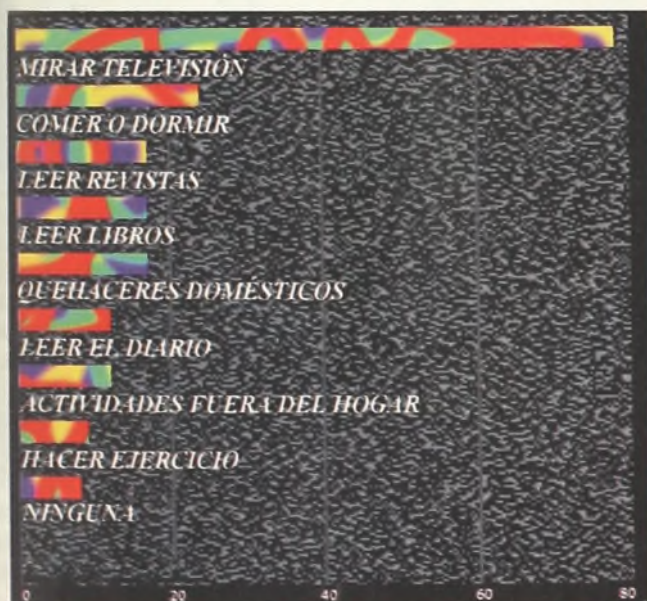 MIRAR TELEVISIÓN
COMER O DORMIR
LEER REVISTAS
LEER LIBROS
QUEHACERES DOMÉSTICOS
LEER EL DIARIO
ACTIVIDADES FUERA DEL HOGAR
HACER EJERCICIO
NINGUNA
0 20 40 60 80